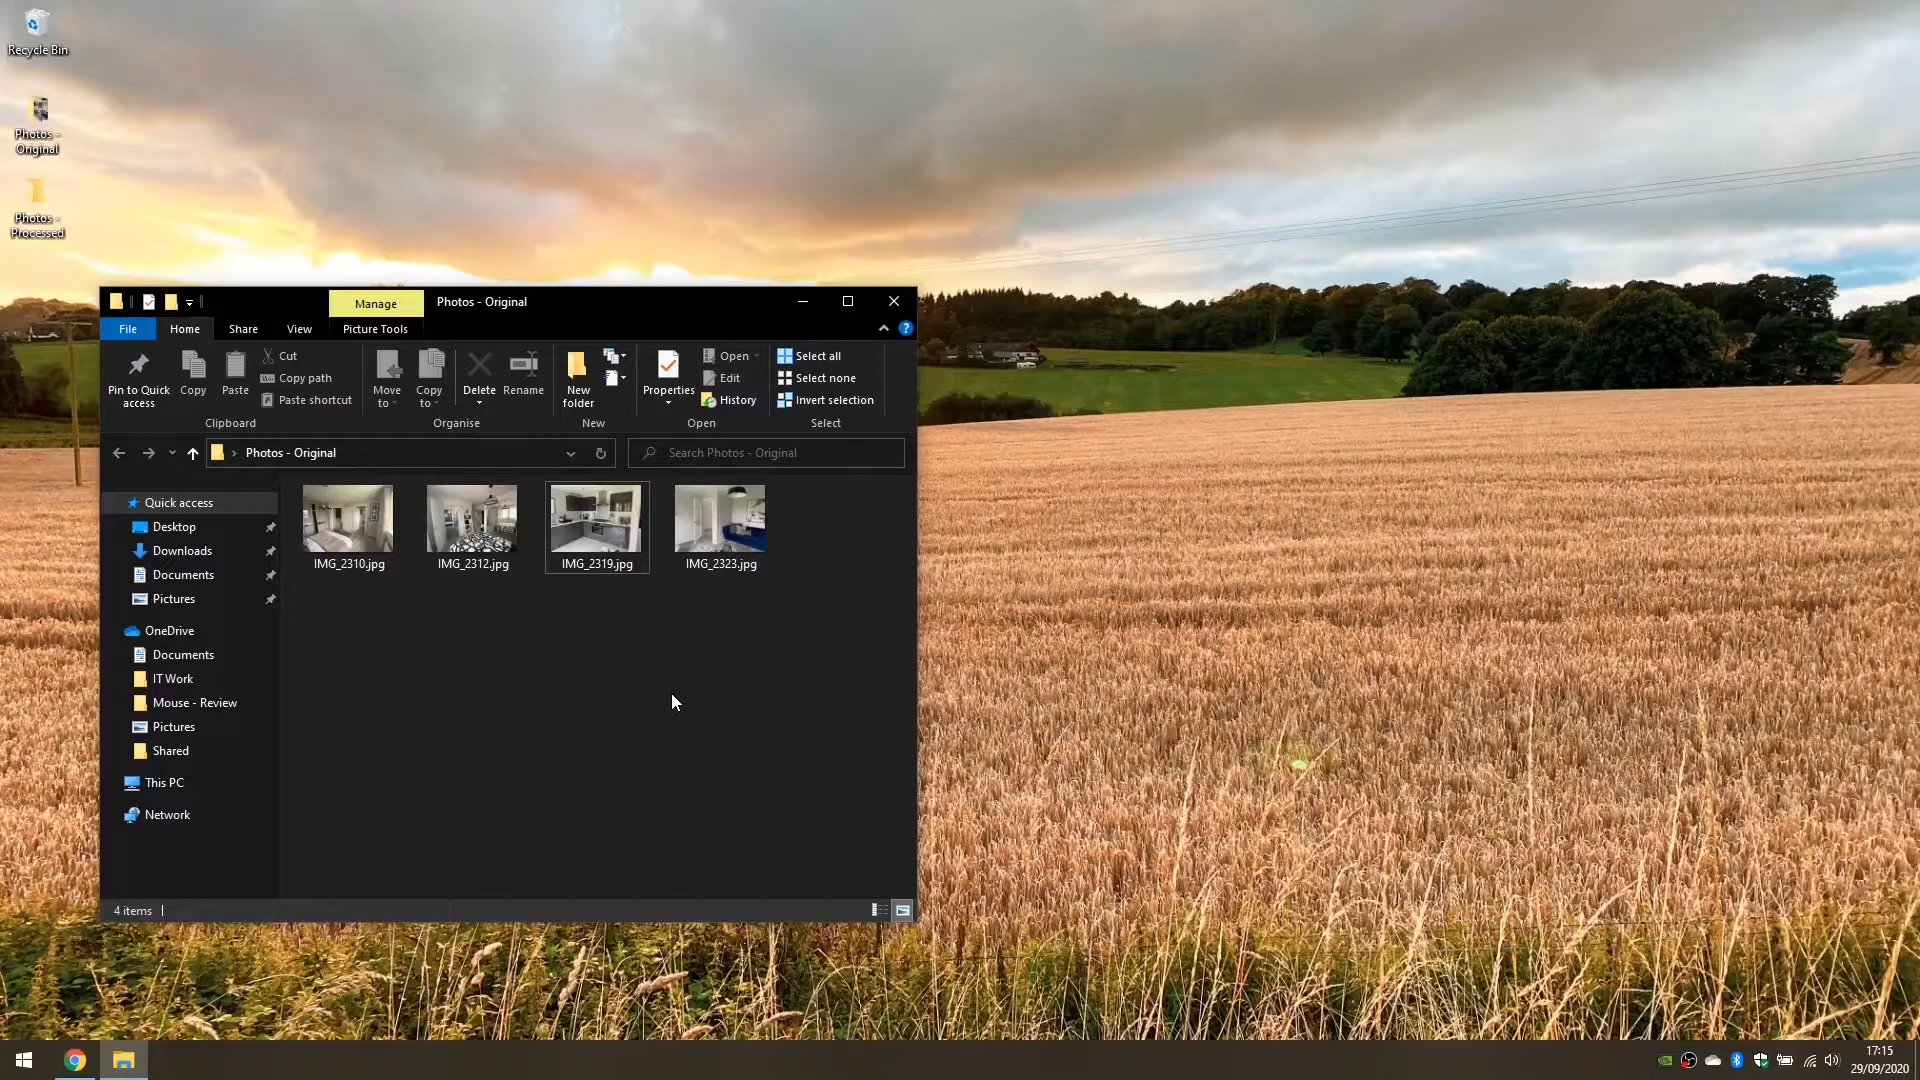 Recycle Bin
Photos -
Original
Photos -
Processed
Manage
Photos - Original
File
Home
Share
View
Picture Tools
?
Pin to Quick
access
Copy
Paste
Cut
Copy path
Paste shortcut
Clipboard
Move
to
Copy
to
Delete
Rename
Organise
New
folder
New
Properties
Open
Edit
History
Open
Select all
Select none
Invert selection
Select
Photos - Original
Search Photos - Original
Quick access
Desktop
Downloads
Documents
Pictures
OneDrive
Documents
IT Work
Mouse - Review
Pictures
Shared
This PC
Network
IMG_2310.jpg
IMG_2312.jpg
IMG_2319.jpg
IMG_2323.jpg
4 items
17:15
29/09/2020